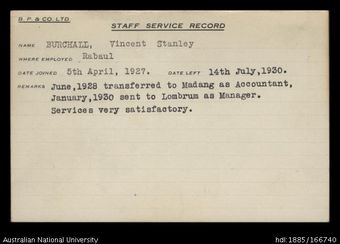 B. P. & CO. LTD.
STAFF SERVICE RECORD
NAME BURCHALL, Vincent Stanley
WHERE EMPLOYED Rabaul
DATE JOINED 5th April, 1927. DATE LEFT 14th July, 1930.
REMARKS June, 1928 transferred to Madang as Accountant,
January, 1930 sent to Lombrum as Manager.
Services very satisfactory.
Australian National University
hdl:1885/166740